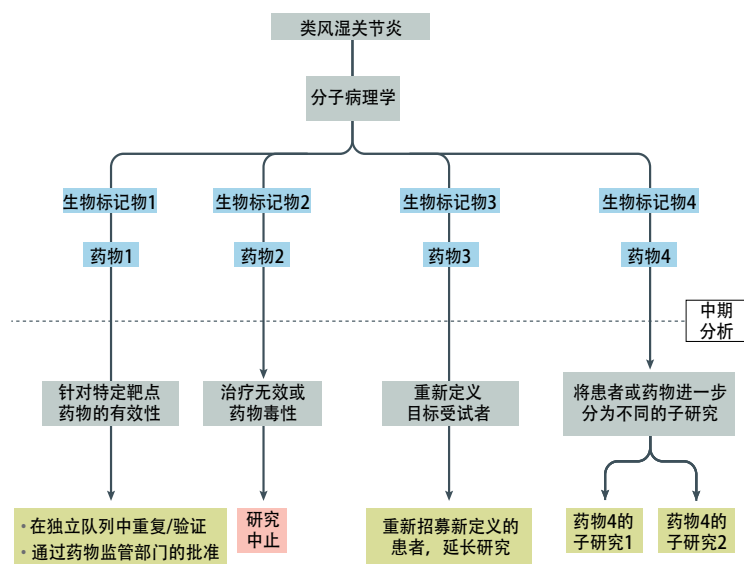 类风湿关节炎
分子病理学
生物标记物1
生物标记物2
生物标记物3
生物标记物4
药物1
药物2
药物3
药物4
中期
分析
针对特定靶点
药物的有效性
治疗无效或
药物毒性
重新定义
目标受试者
将患者或药物进一步
分为不同的子研究
•在独立队列中重复/验证
•通过药物监管部门的批准
研究
中止
重新招募新定义的
患者，延长研究
药物4的
子研究1
药物4的
子研究2